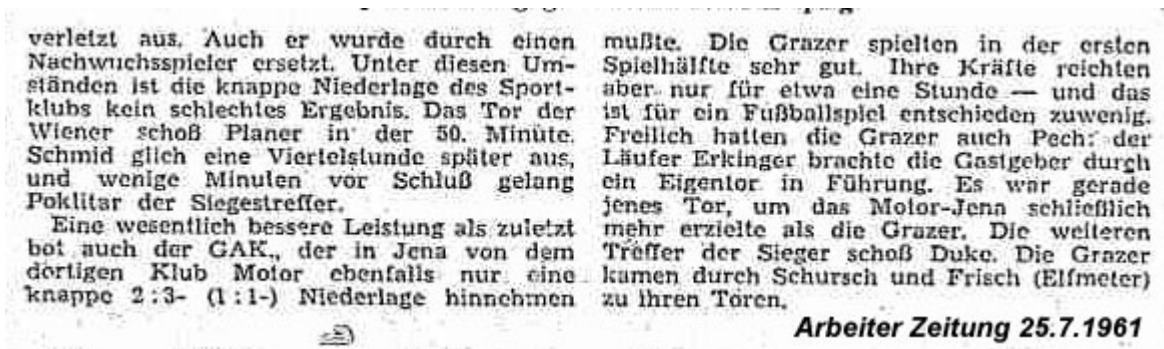 verletzt aus. Auch er wurde durch einen
Nachwuchsspieler ersetzt. Unter diesen Um-
ständen ist die knappe Niederlage des Sport-
klubs kein schlechtes Ergebnis. Das Tor der
Wiener schoß Planer in der 50. Minute.
Schmid glich eine Viertelstunde später aus,
und wenige Minuten vor Schluß gelang
Poklitar der Siegestreffer.
Eine wesentlich bessere Leistung als zuletzt
bot auch der GAK., der in Jena von dem
dortigen Klub Motor ebenfalls nur eine
knappe 2:3- (1:1-) Niederlage hinnehmen
mußte. Die Grazer spielten in der ersten
Spielhälfte sehr gut. Ihre Kräfte reichten
aber nur für etwa eine Stunde — und das
ist für ein Fußballspiel entschieden zuwenig.
Freilich hatten die Grazer auch Pech: der
Läufer Erkinger brachte die Gastgeber durch
ein Eigentor in Führung. Es war gerade
jenes Tor, um das Motor-Jena schließlich
mehr erzielte als die Grazer. Die weiteren
Treffer der Sieger schoß Duke. Die Grazer
kamen durch Schursch und Frisch (Elfmeter)
zu ihren Toren.
Arbeiter Zeitung 25.7.1961